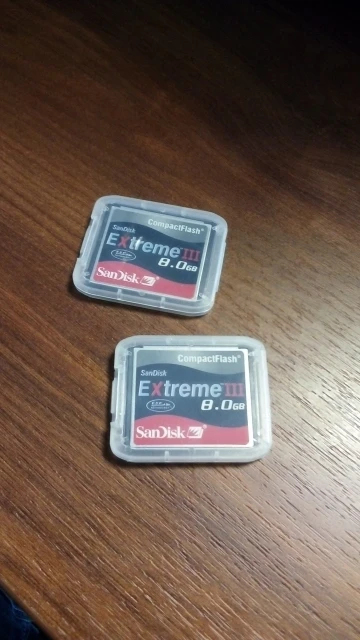 CompactFlash®
SanDisk
Extreme III
8.0GB
SanDisk
CompactFlash®
SanDisk
Extreme III
8.0GB
SanDisk